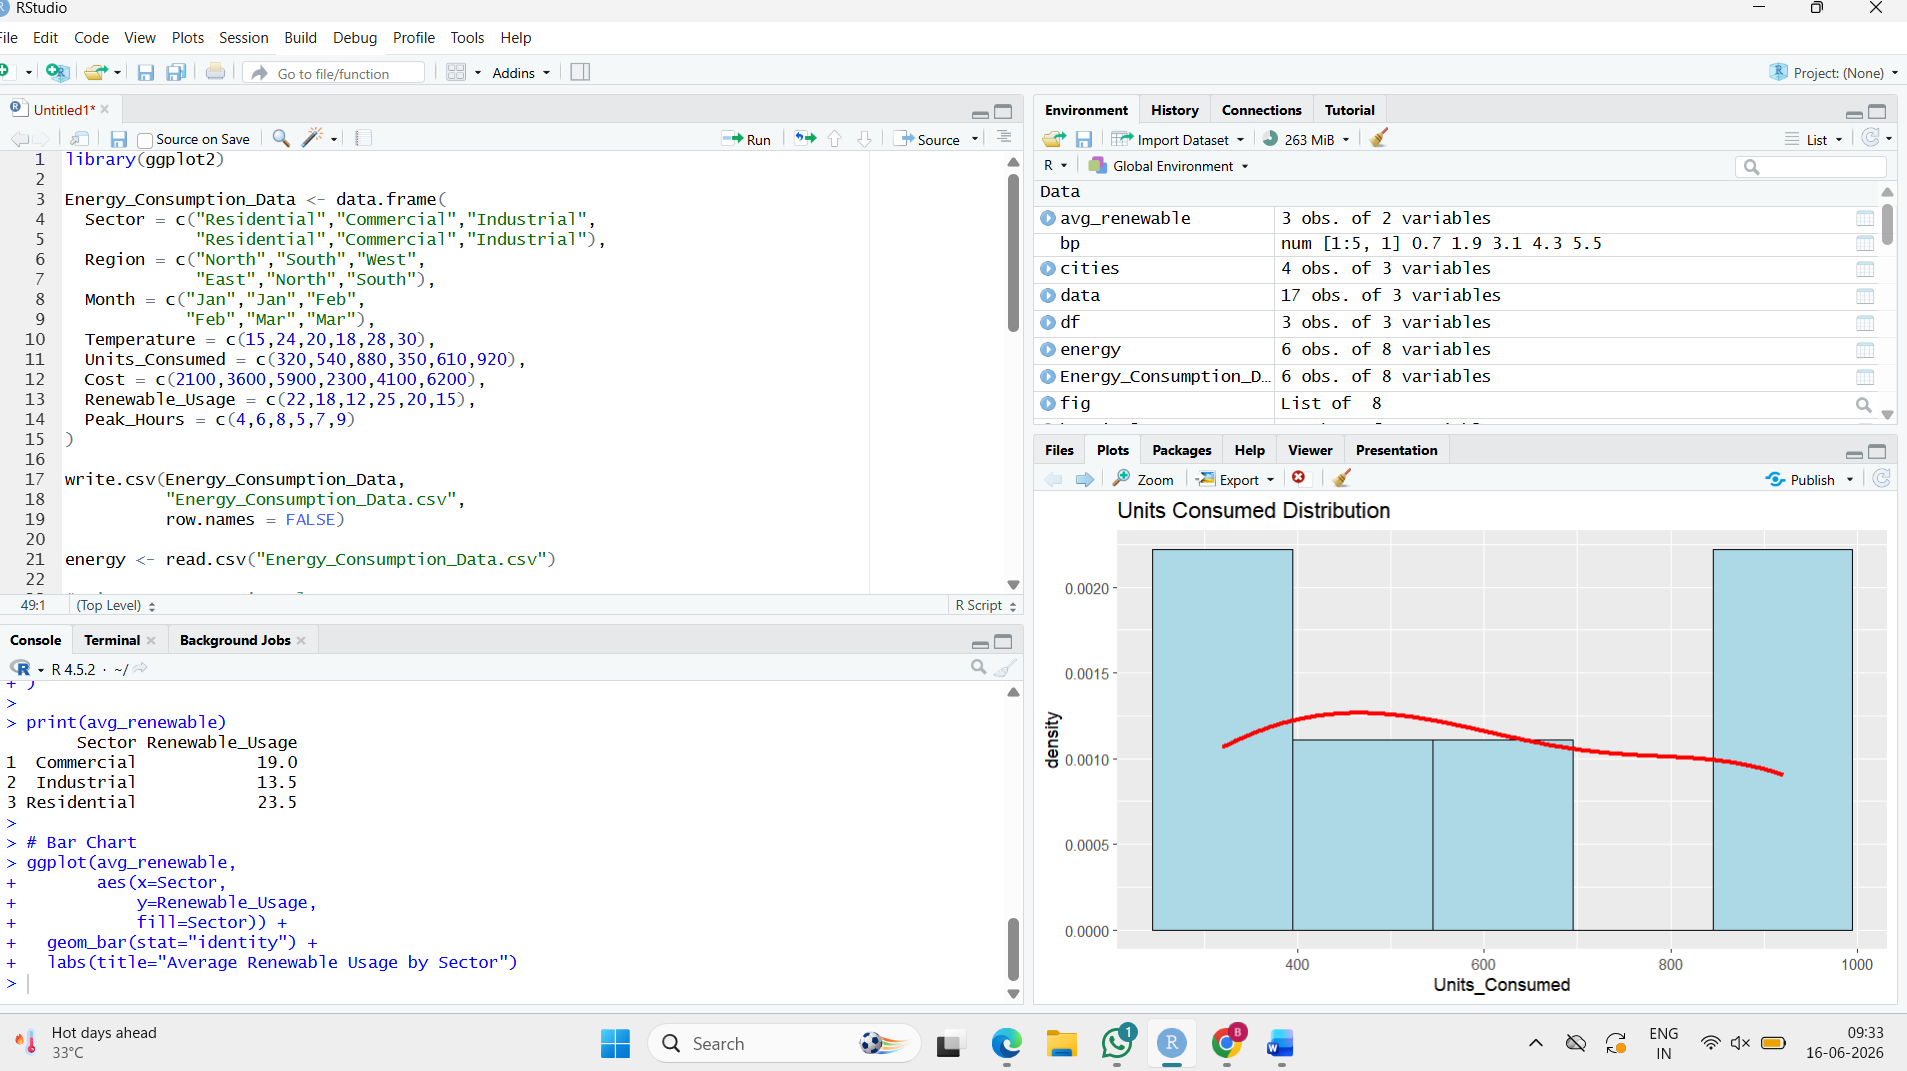 RStudio
File Edit Code View Plots Session Build Debug Profile Tools Help
Go to file/function Addins Project: (None)
Untitled1*
Source on Save Run Source
1 library(ggplot2)
2
3 Energy_Consumption_Data <- data.frame(
4 Sector = c("Residential","Commercial","Industrial",
5 "Residential","Commercial","Industrial"),
6 Region = c("North","South","West",
7 "East","North","South"),
8 Month = c("Jan","Jan","Feb",
9 "Feb","Mar","Mar"),
10 Temperature = c(15,24,20,18,28,30),
11 Units_Consumed = c(320,540,880,350,610,920),
12 Cost = c(2100,3600,5900,2300,4100,6200),
13 Renewable_Usage = c(22,18,12,25,20,15),
14 Peak_Hours = c(4,6,8,5,7,9)
15 )
16
17 write.csv(Energy_Consumption_Data,
18 "Energy_Consumption_Data.csv",
19 row.names = FALSE)
20
21 energy <- read.csv("Energy_Consumption_Data.csv")
22
49:1 (Top Level) R Script
Console Terminal Background Jobs
R 4.5.2 · ~/
+ )
>
> print(avg_renewable)
Sector Renewable_Usage
1 Commercial 19.0
2 Industrial 13.5
3 Residential 23.5
>
> # Bar Chart
> ggplot(avg_renewable,
+ aes(x=Sector,
+ y=Renewable_Usage,
+ fill=Sector)) +
+ geom_bar(stat="identity") +
+ labs(title="Average Renewable Usage by Sector")
>
Environment History Connections Tutorial
Import Dataset 263 MiB List
R Global Environment
Data
avg_renewable 3 obs. of 2 variables
bp num [1:5, 1] 0.7 1.9 3.1 4.3 5.5
cities 4 obs. of 3 variables
data 17 obs. of 3 variables
df 3 obs. of 3 variables
energy 6 obs. of 8 variables
Energy_Consumption_D… 6 obs. of 8 variables
fig List of 8
Files Plots Packages Help Viewer Presentation
Zoom Export Publish
Units Consumed Distribution
density
0.0020
0.0015
0.0010
0.0005
0.0000
400 600 800 1000
Units_Consumed
Hot days ahead
33°C
Search
1
R
B
W
ENG
IN
09:33
16-06-2026